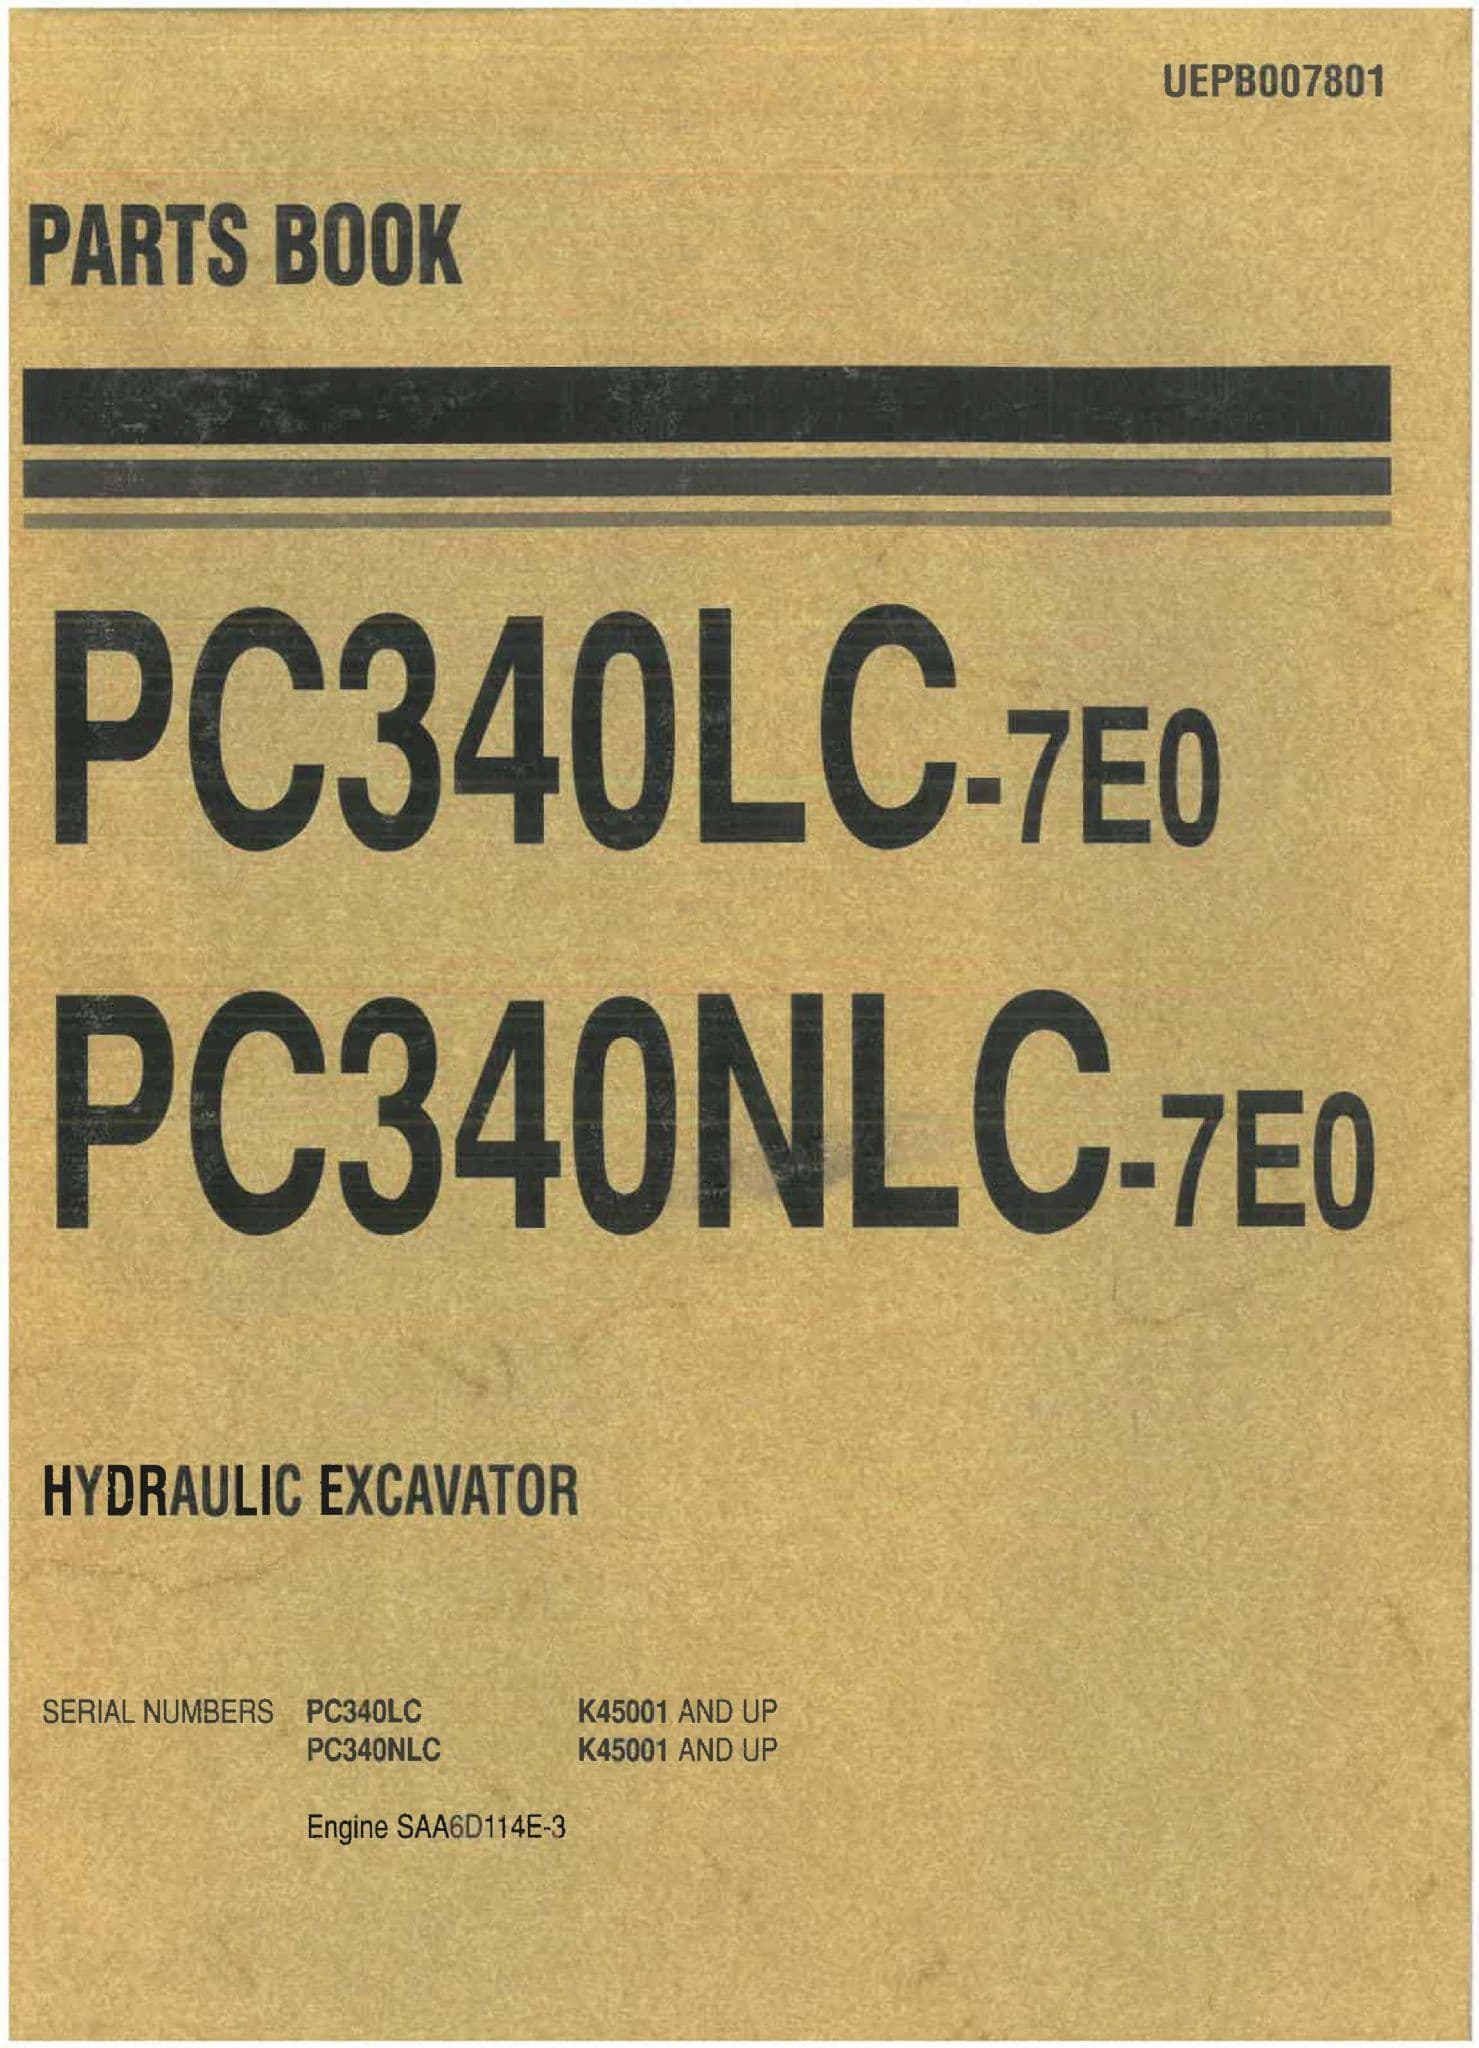 UEPB007801
PARTS BOOK
PC340LC-7E0
PC340NLC-7E0
HYDRAULIC EXCAVATOR
SERIAL NUMBERS PC340LC K45001 AND UP
PC340NLC K45001 AND UP
Engine SAA6D114E-3